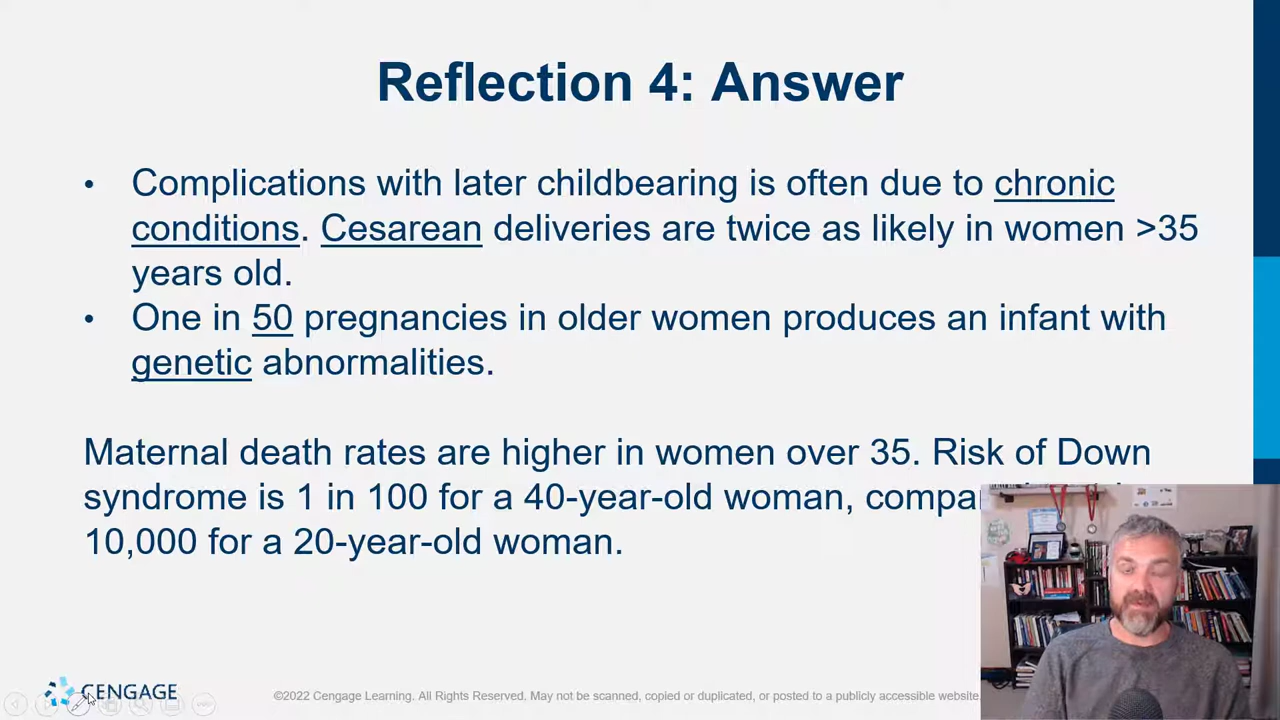 Reflection 4: Answer
• Complications with later childbearing is often due to chronic
conditions. Cesarean deliveries are twice as likely in women >35
years old.
• One in 50 pregnancies in older women produces an infant with
genetic abnormalities.
Maternal death rates are higher in women over 35. Risk of Down
syndrome is 1 in 100 for a 40-year-old woman,
10,000 for a 20-year-old woman.
CENGAGE
©2022 Cengage Learning. All Rights Reserved. May not be scanned, copied or duplicated, or posted to a publicly accessible website